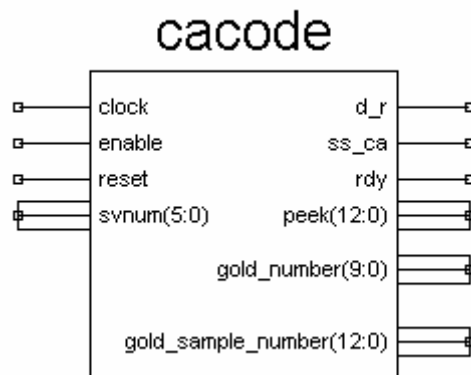 cacode
clock d_r
enable ss_ca
reset rdy
svnum(5:0) peek(12:0)
gold_number(9:0)
gold_sample_number(12:0)